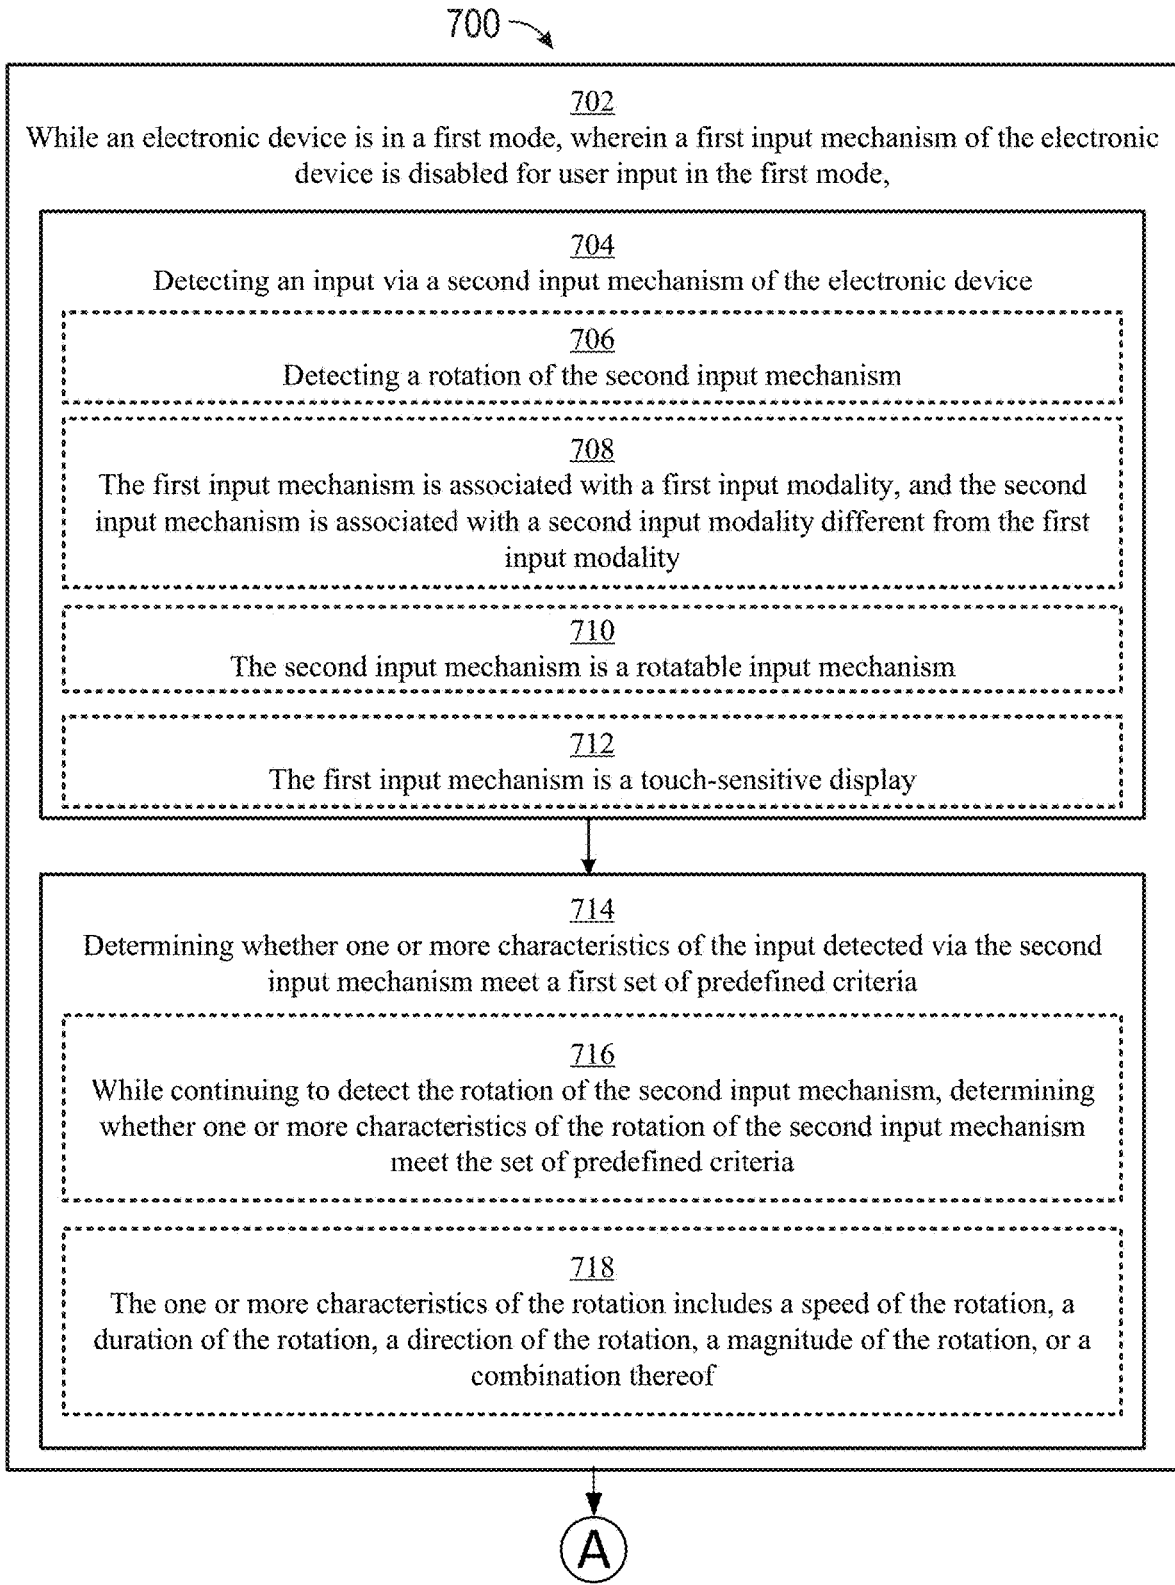 700
702
While an electronic device is in a first mode, wherein a first input mechanism of the electronic
device is disabled for user input in the first mode,
704
Detecting an input via a second input mechanism of the electronic device
706
Detecting a rotation of the second input mechanism
708
The first input mechanism is associated with a first input modality, and the second
input mechanism is associated with a second input modality different from the first
input modality
710
The second input mechanism is a rotatable input mechanism
712
The first input mechanism is a touch-sensitive display
714
Determining whether one or more characteristics of the input detected via the second
input mechanism meet a first set of predefined criteria
716
While continuing to detect the rotation of the second input mechanism, determining
whether one or more characteristics of the rotation of the second input mechanism
meet the set of predefined criteria
718
The one or more characteristics of the rotation includes a speed of the rotation, a
duration of the rotation, a direction of the rotation, a magnitude of the rotation, or a
combination thereof
A